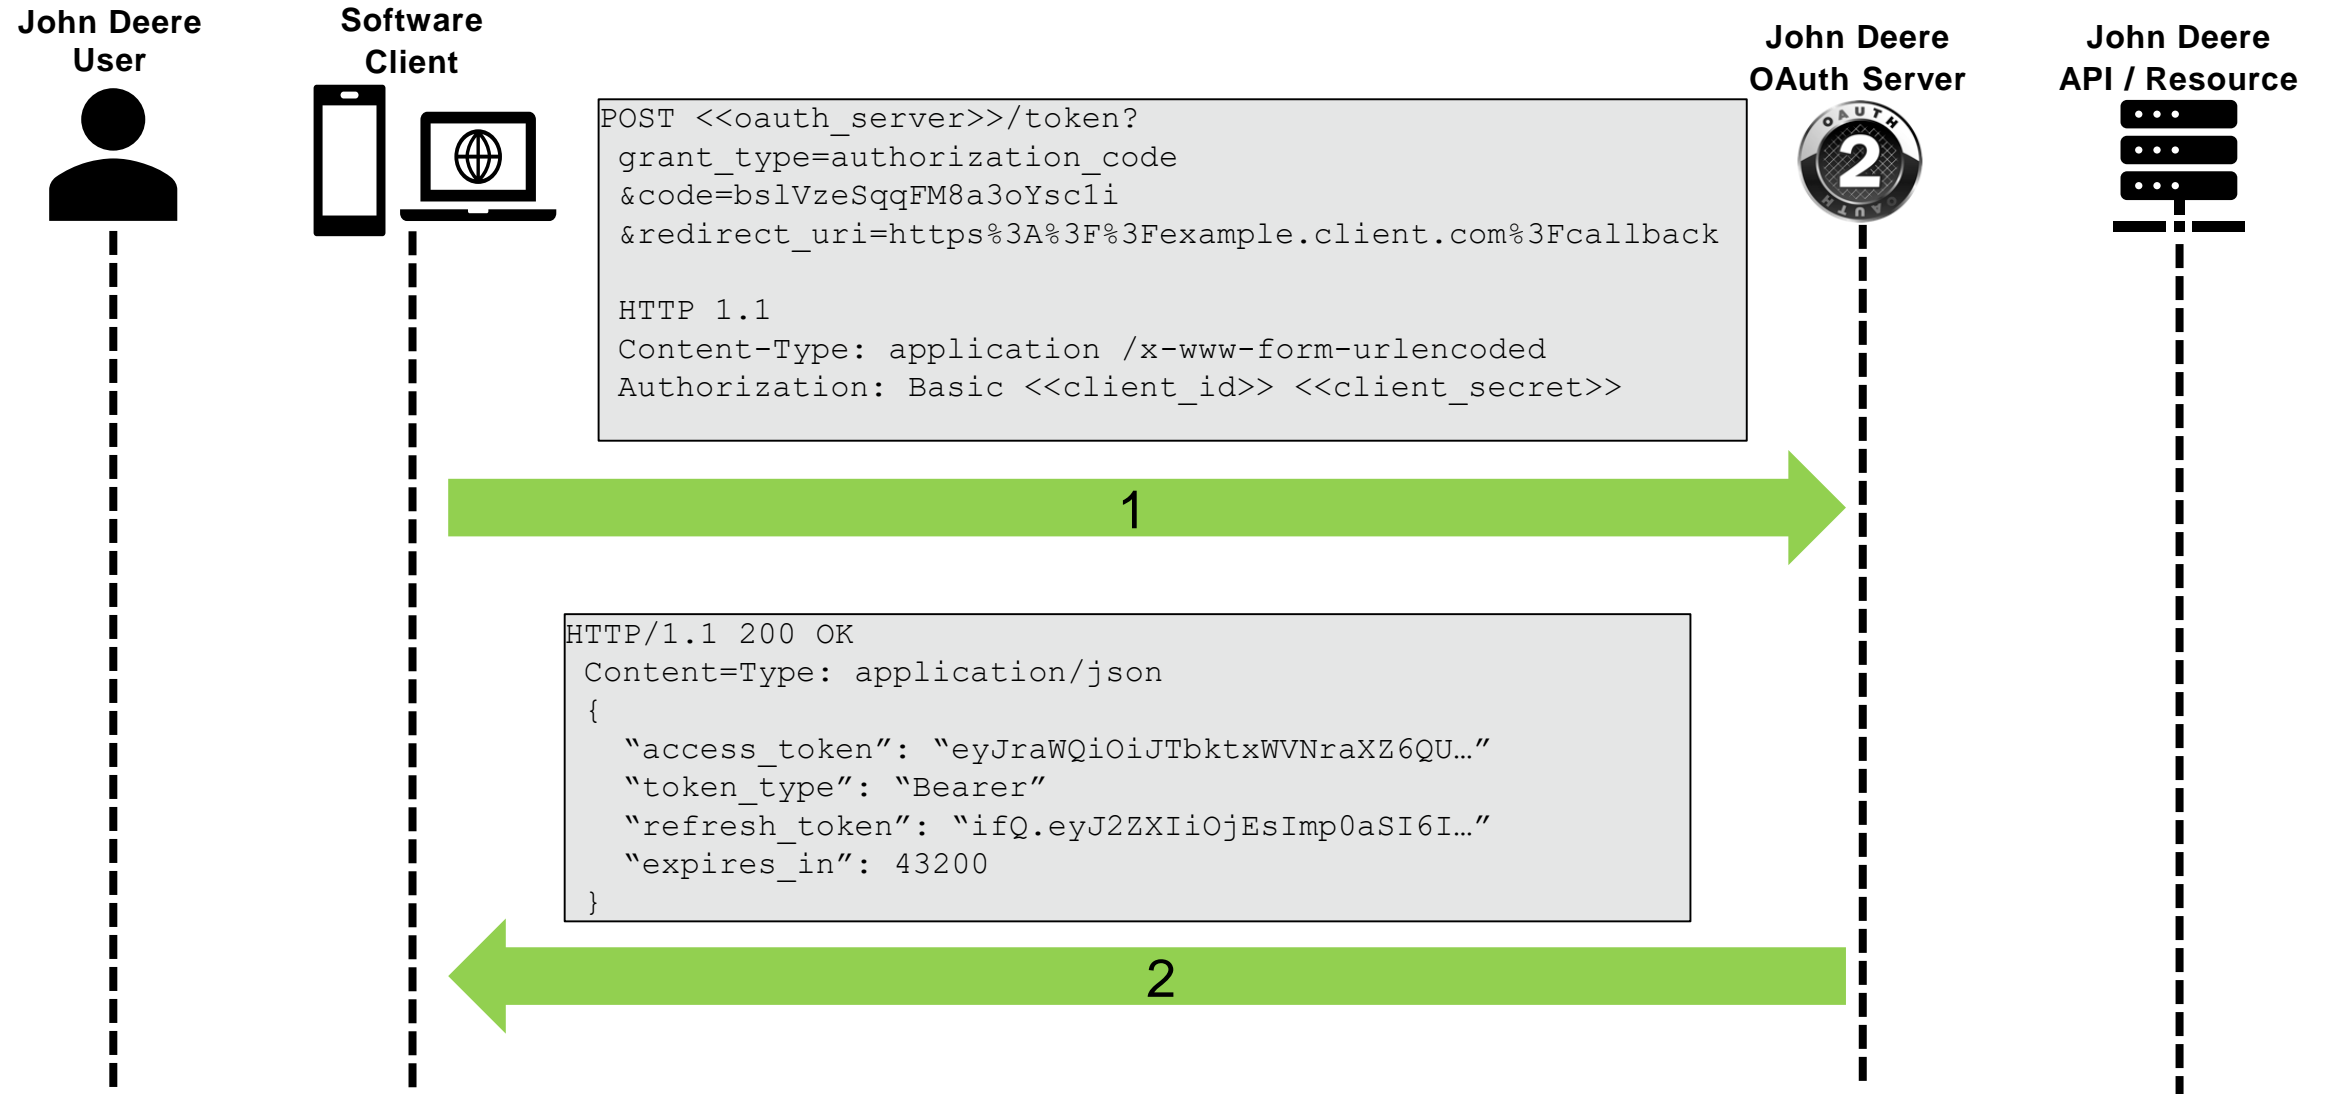 John Deere
User
Software
Client
John Deere
OAuth Server
John Deere
API / Resource
OAUTH
2
OAUTH
POST <<oauth_server>>/token?
grant_type=authorization_code
&code=bslVzeSqqFM8a3oYsc1i
&redirect_uri=https%3A%3F%3Fexample.client.com%3Fcallback
HTTP 1.1
Content-Type: application /x-www-form-urlencoded
Authorization: Basic <<client_id>> <<client_secret>>
1
HTTP/1.1 200 OK
Content=Type: application/json
{
“access_token”: “eyJraWQiOiJTbktxWVNraXZ6QU…”
“token_type”: “Bearer”
“refresh_token”: “ifQ.eyJ2ZXIiOjEsImp0aSI6I…”
“expires_in”: 43200
}
2